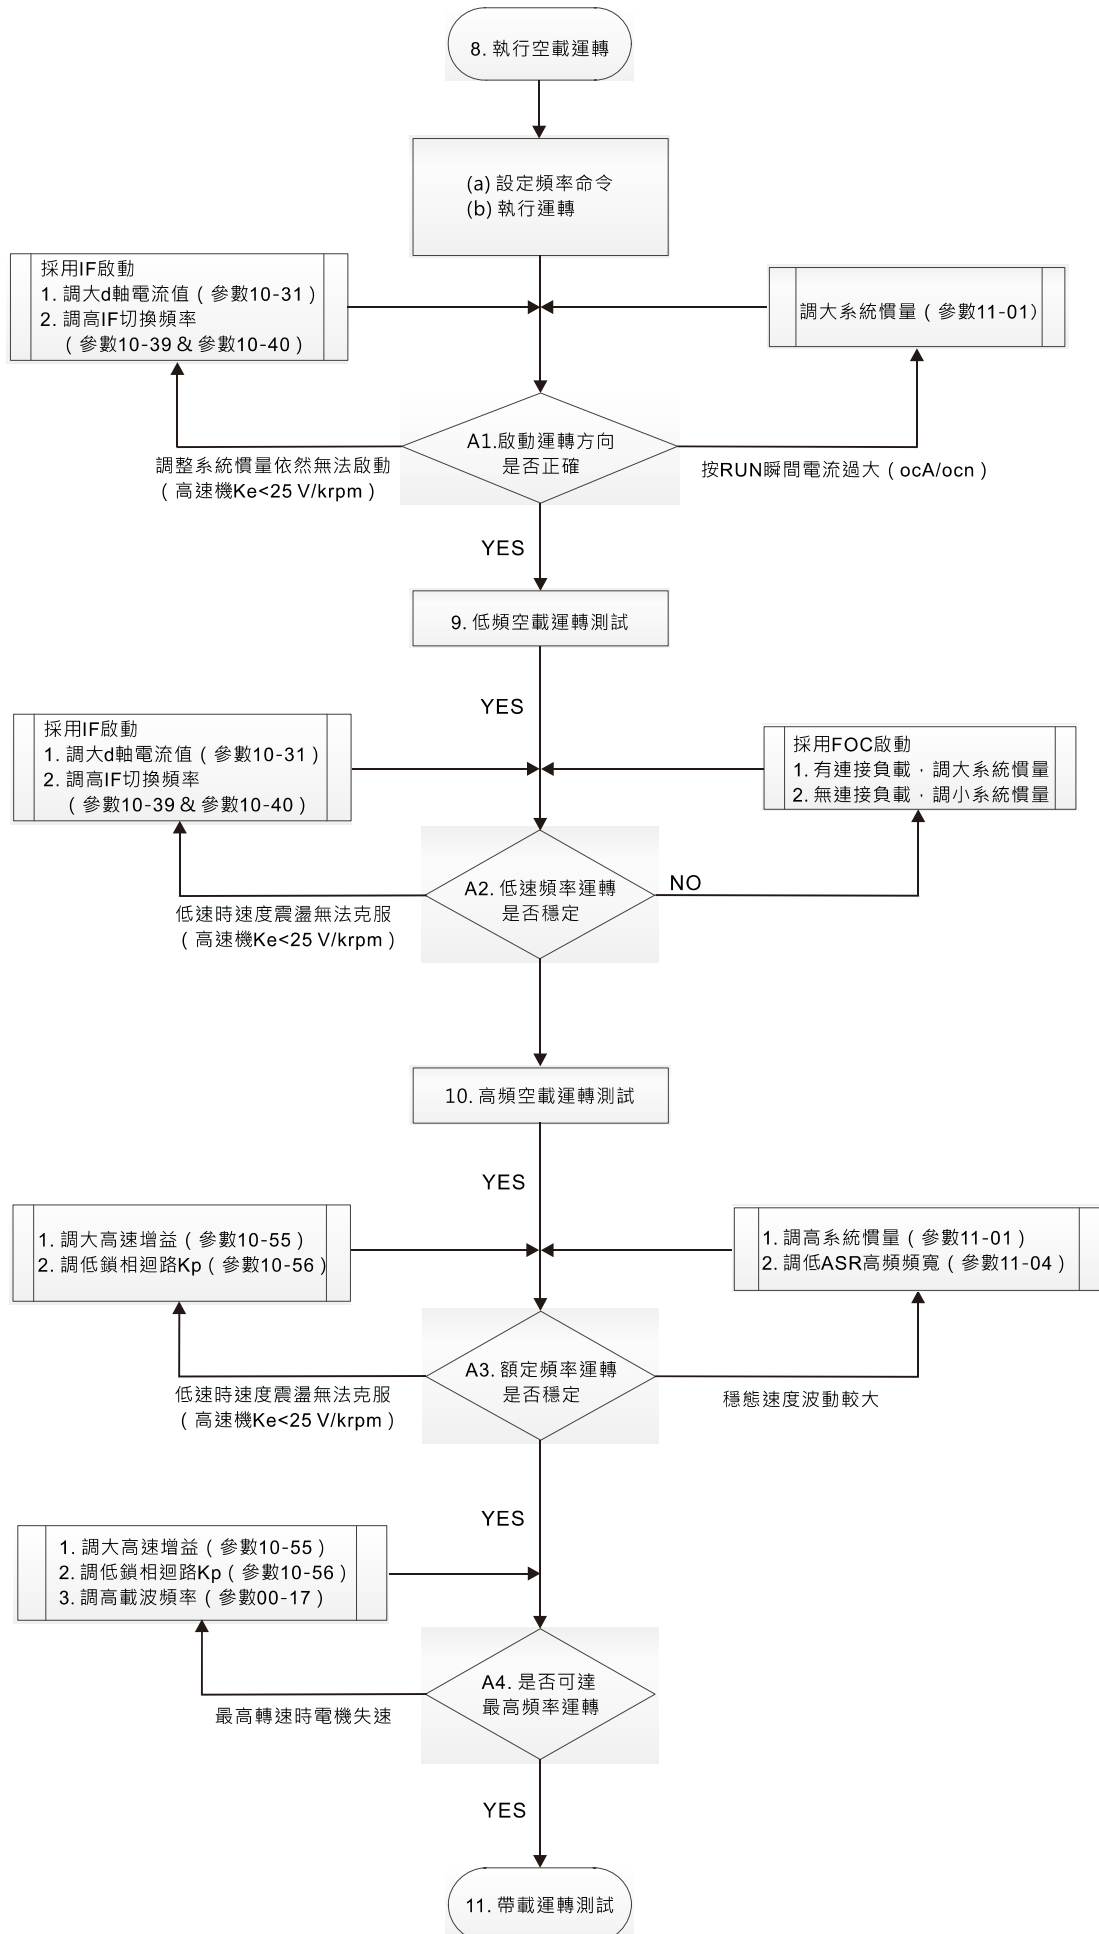 8. 執行空載運轉
(a) 設定頻率命令
(b) 執行運轉
採用IF啟動
1. 調大d軸電流值（參數10-31）
2. 調高IF切換頻率
（參數10-39 & 參數10-40）
調大系統慣量（參數11-01）
A1.啟動運轉方向
是否正確
調整系統慣量依然無法啟動
（高速機Ke<25 V/krpm）
按RUN瞬間電流過大（ocA/ocn）
YES
9. 低頻空載運轉測試
YES
採用IF啟動
1. 調大d軸電流值（參數10-31）
2. 調高IF切換頻率
（參數10-39 & 參數10-40）
採用FOC啟動
1. 有連接負載，調大系統慣量
2. 無連接負載，調小系統慣量
A2. 低速頻率運轉
是否穩定
NO
低速時速度震盪無法克服
（高速機Ke<25 V/krpm）
10. 高頻空載運轉測試
YES
1. 調大高速增益（參數10-55）
2. 調低鎖相迴路Kp（參數10-56）
1. 調高系統慣量（參數11-01）
2. 調低ASR高頻頻寬（參數11-04）
A3. 額定頻率運轉
是否穩定
低速時速度震盪無法克服
（高速機Ke<25 V/krpm）
穩態速度波動較大
YES
1. 調大高速增益（參數10-55）
2. 調低鎖相迴路Kp（參數10-56）
3. 調高載波頻率（參數00-17）
A4. 是否可達
最高頻率運轉
最高轉速時電機失速
YES
11. 帶載運轉測試